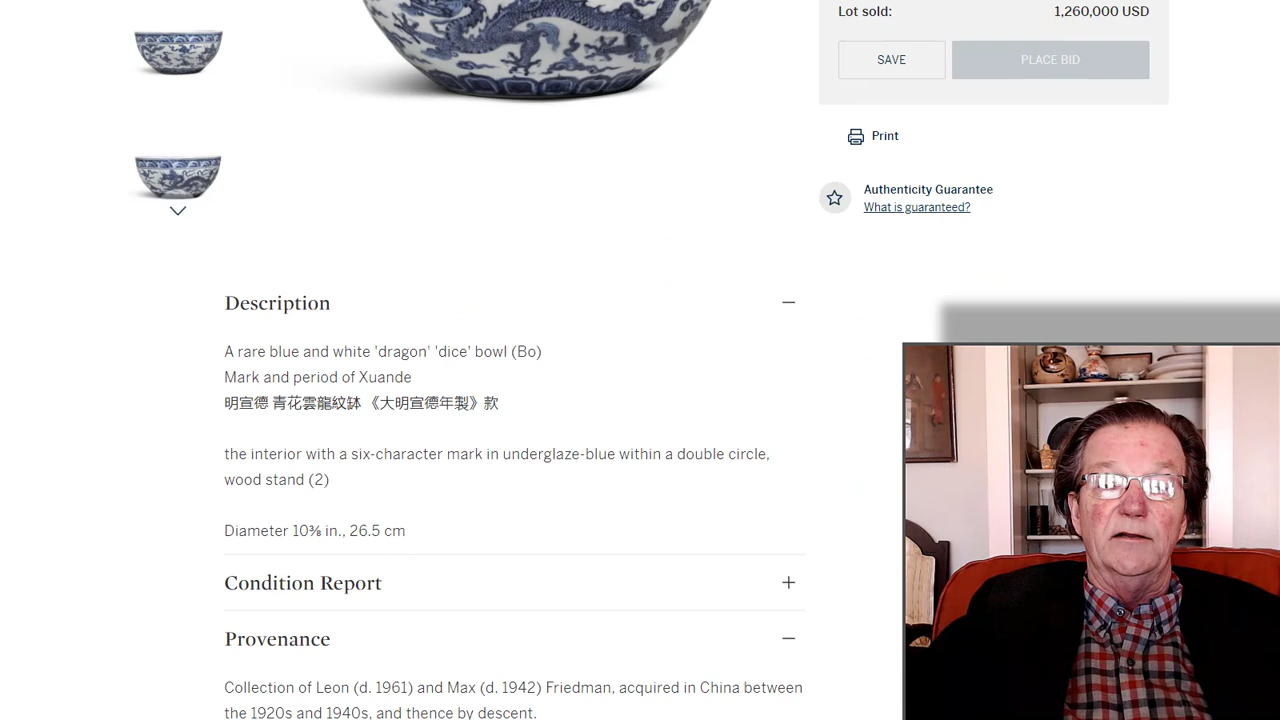 Lot sold: 1,260,000 USD
SAVE PLACE BID
Print
Authenticity Guarantee
What is guaranteed?
Description
A rare blue and white 'dragon' 'dice' bowl (Bo)
Mark and period of Xuande
明宣德 青花雲龍紋缽 《大明宣德年製》款
the interior with a six-character mark in underglaze-blue within a double circle,
wood stand (2)
Diameter 10⅜ in., 26.5 cm
Condition Report
Provenance
Collection of Leon (d. 1961) and Max (d. 1942) Friedman, acquired in China between
the 1920s and 1940s, and thence by descent.